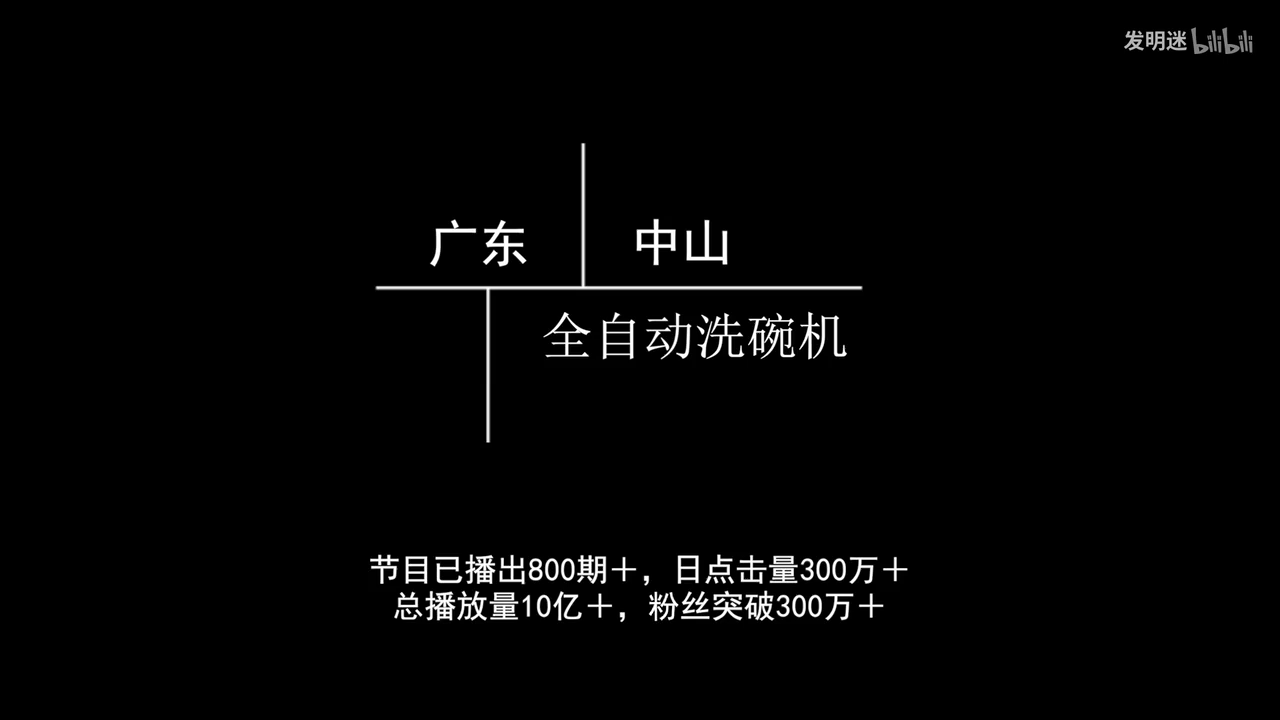 发明迷 bilibili
广东 中山
全自动洗碗机
节目已播出800期＋，日点击量300万＋
总播放量10亿＋，粉丝突破300万＋